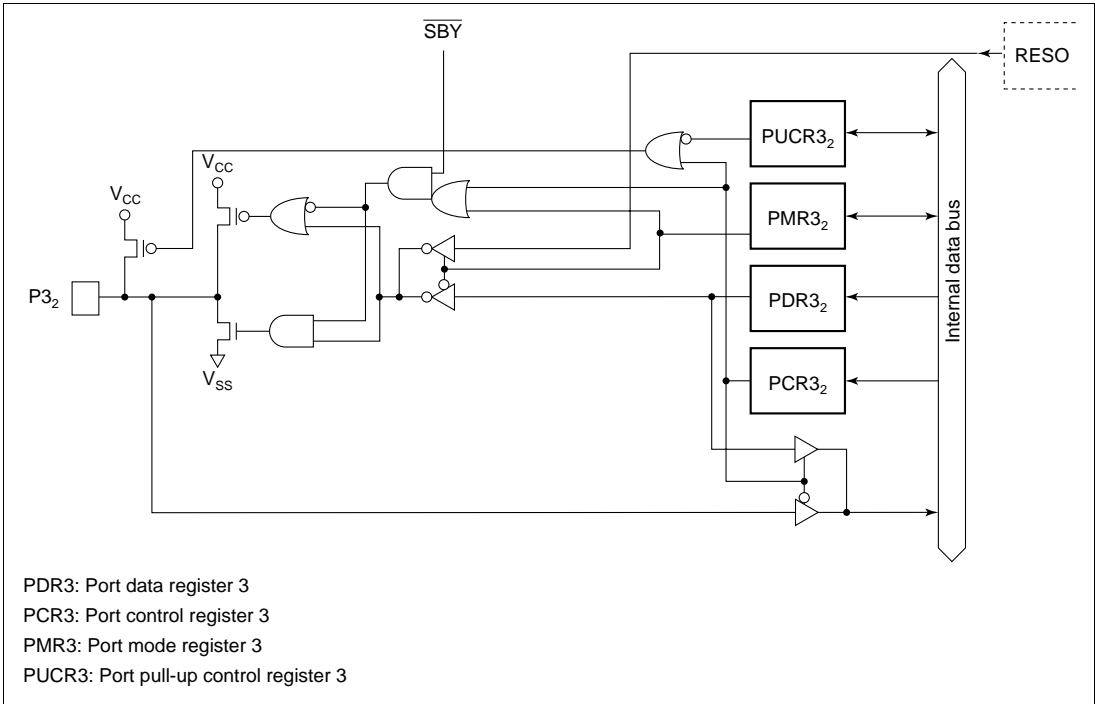 SBY
RESO
PUCR3₂
V_CC
V_CC
PMR3₂
P3₂
PDR3₂
Internal data bus
V_SS
PCR3₂
PDR3: Port data register 3
PCR3: Port control register 3
PMR3: Port mode register 3
PUCR3: Port pull-up control register 3